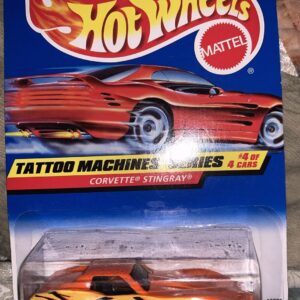 HOT WHEELS
MATTEL
®
TATTOO MACHINES SERIES
#4 OF
4 CARS
CORVETTE® STINGRAY®